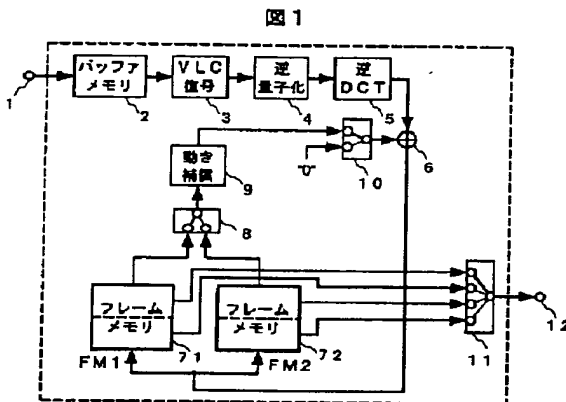 図1
バッファ
メモリ
VLC
信号
逆
量子化
逆
DCT
1
2
3
4
5
6
動き
補償
9
"0"
10
8
フレーム
メモリ
フレーム
メモリ
FM1
71
FM2
72
11
12